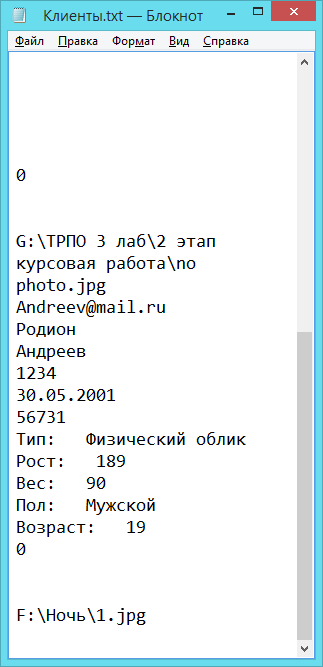 Клиенты.txt — Блокнот
Файл Правка Формат Вид Справка
0
G:\ТРПО 3 лаб\2 этап
курсовая работа\no
photo.jpg
Andreev@mail.ru
Родион
Андреев
1234
30.05.2001
56731
Тип: Физический облик
Рост: 189
Вес: 90
Пол: Мужской
Возраст: 19
0
F:\Ночь\1.jpg